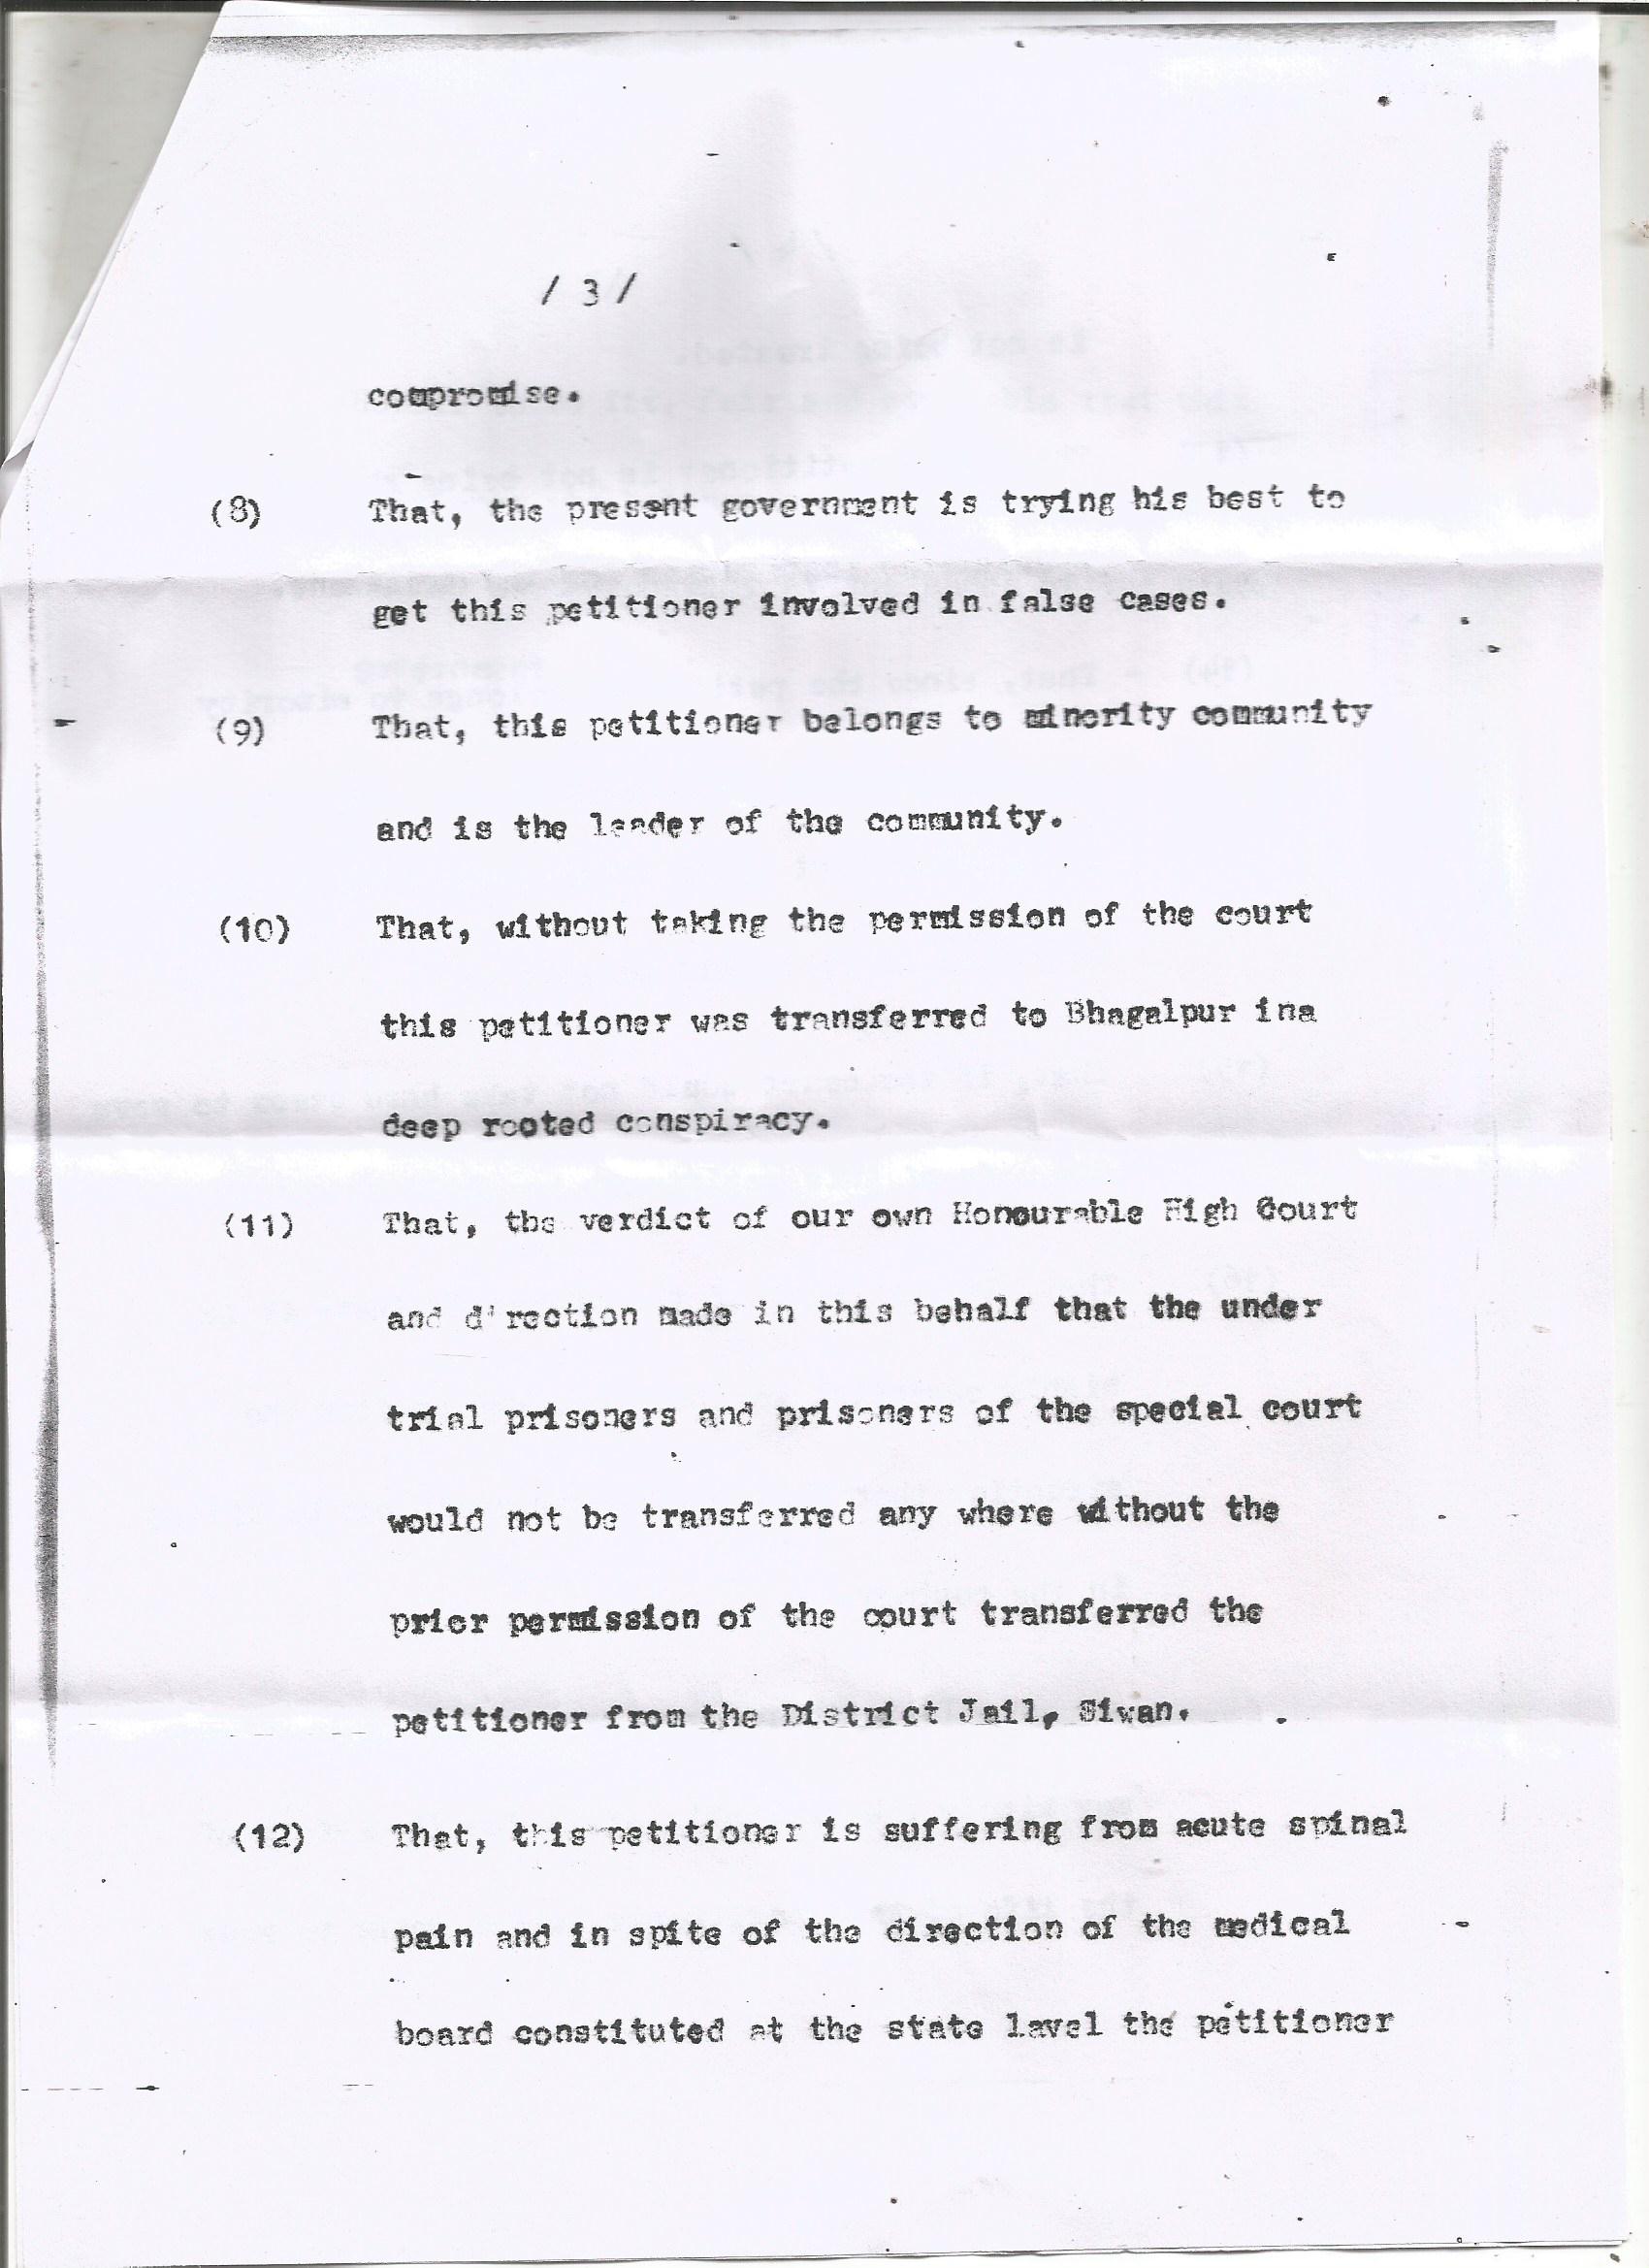 / 3 /
compromise.
(8) That, the present government is trying his best to
get this petitioner involved in false cases.
(9) That, this petitioner belongs to minority community
and is the leader of the community.
(10) That, without taking the permission of the court
this petitioner was transferred to Bhagalpur ina
deep rooted conspiracy.
(11) That, the verdict of our own Honourable High Court
and direction made in this behalf that the under
trial prisoners and prisoners of the special court
would not be transferred any where without the
prior permission of the court transferred the
petitioner from the District Jail, Siwan.
(12) That, this petitioner is suffering from acute spinal
pain and in spite of the direction of the medical
board constituted at the state level the petitioner